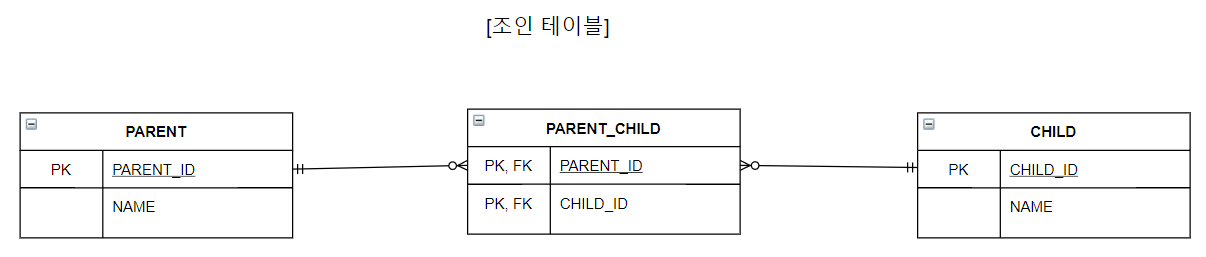 [조인 테이블]
PARENT
PK PARENT_ID
NAME
PARENT_CHILD
PK, FK PARENT_ID
PK, FK CHILD_ID
CHILD
PK CHILD_ID
NAME